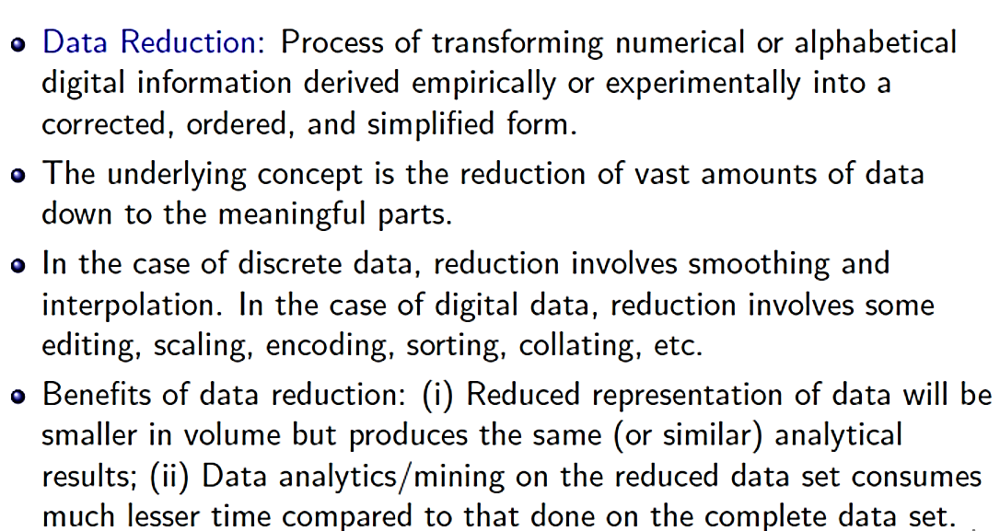 • Data Reduction: Process of transforming numerical or alphabetical
digital information derived empirically or experimentally into a
corrected, ordered, and simplified form.
• The underlying concept is the reduction of vast amounts of data
down to the meaningful parts.
• In the case of discrete data, reduction involves smoothing and
interpolation. In the case of digital data, reduction involves some
editing, scaling, encoding, sorting, collating, etc.
• Benefits of data reduction: (i) Reduced representation of data will be
smaller in volume but produces the same (or similar) analytical
results; (ii) Data analytics/mining on the reduced data set consumes
much lesser time compared to that done on the complete data set.